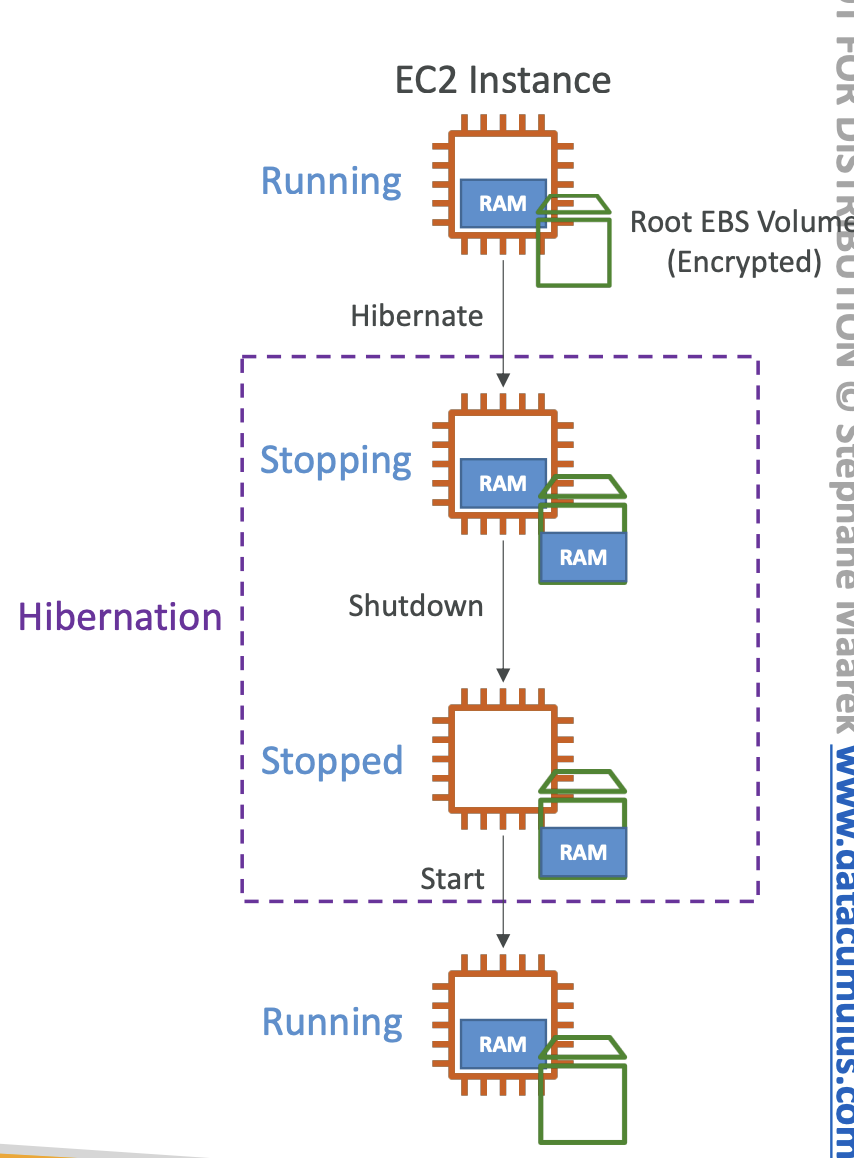 EC2 Instance
Running
RAM
Root EBS Volume
(Encrypted)
Hibernate
Stopping
RAM
RAM
Hibernation
Shutdown
Stopped
RAM
Start
Running
RAM
FOR DISTRIBUTION © Stephane Maarek www.datacumulus.com